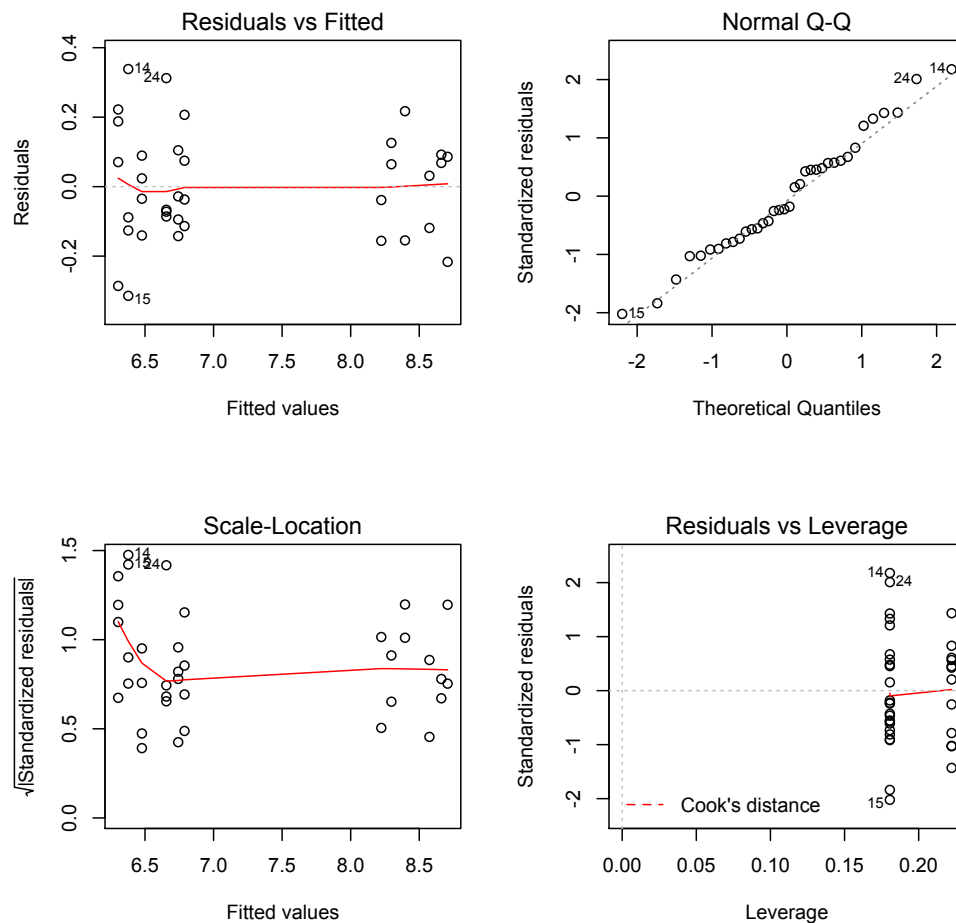 Residuals vs Fitted
Residuals
0.4
0.2
0.0
-0.2
14
24
15
6.5 7.0 7.5 8.0 8.5
Fitted values
Normal Q-Q
Standardized residuals
2
1
0
-1
-2
24 14
15
-2 -1 0 1 2
Theoretical Quantiles
Scale-Location
√|Standardized residuals|
1.5
1.0
0.5
0.0
14
15 24
6.5 7.0 7.5 8.0 8.5
Fitted values
Residuals vs Leverage
Standardized residuals
2
1
0
-1
-2
14
24
15
Cook's distance
0.00 0.05 0.10 0.15 0.20
Leverage